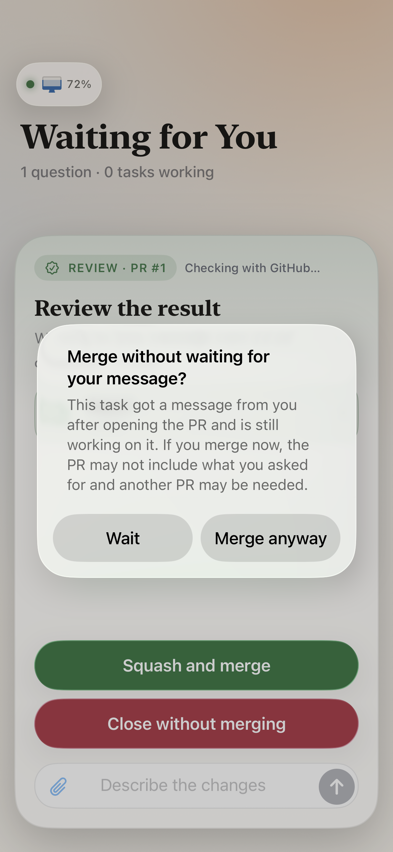 72%
Waiting for You
1 question · 0 tasks working
REVIEW · PR #1
Checking with GitHub...
Review the result
Merge without waiting for
your message?
This task got a message from you
after opening the PR and is still
working on it. If you merge now, the
PR may not include what you asked
for and another PR may be needed.
Wait
Merge anyway
Squash and merge
Close without merging
Describe the changes